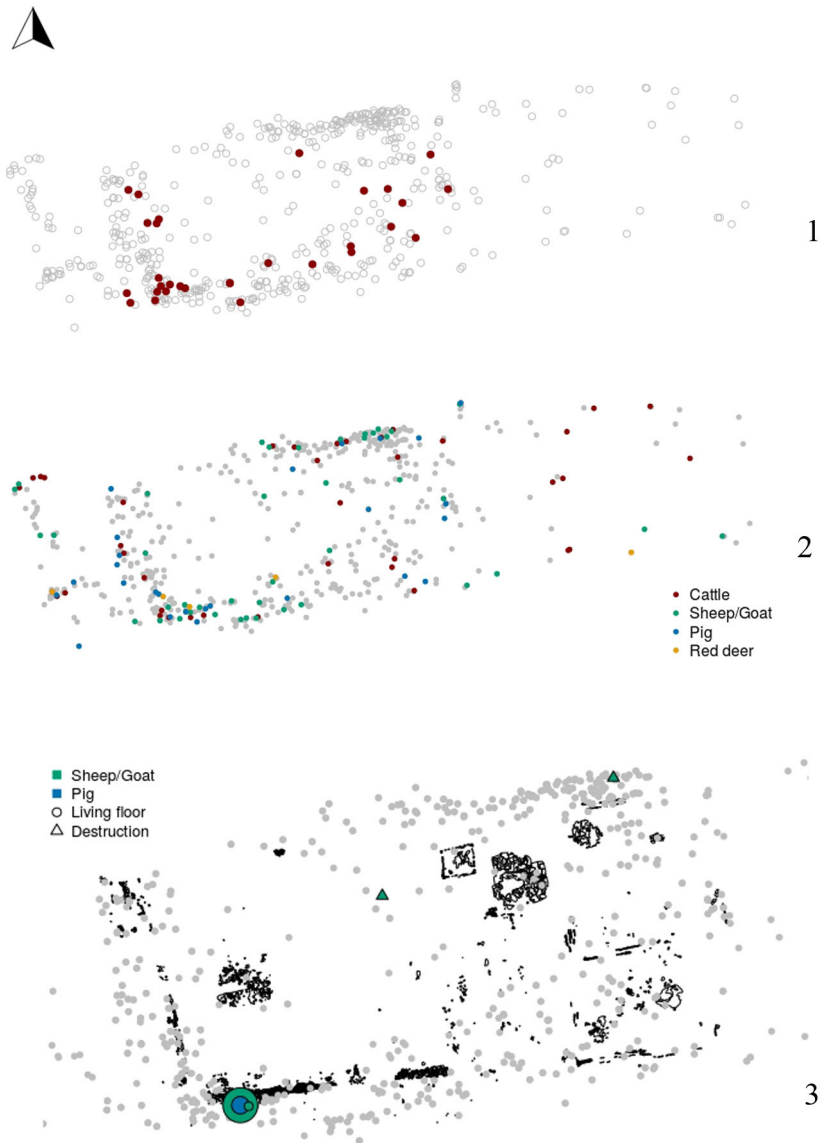 1
2
Cattle
Sheep/Goat
Pig
Red deer
Sheep/Goat
Pig
Living floor
Destruction
3